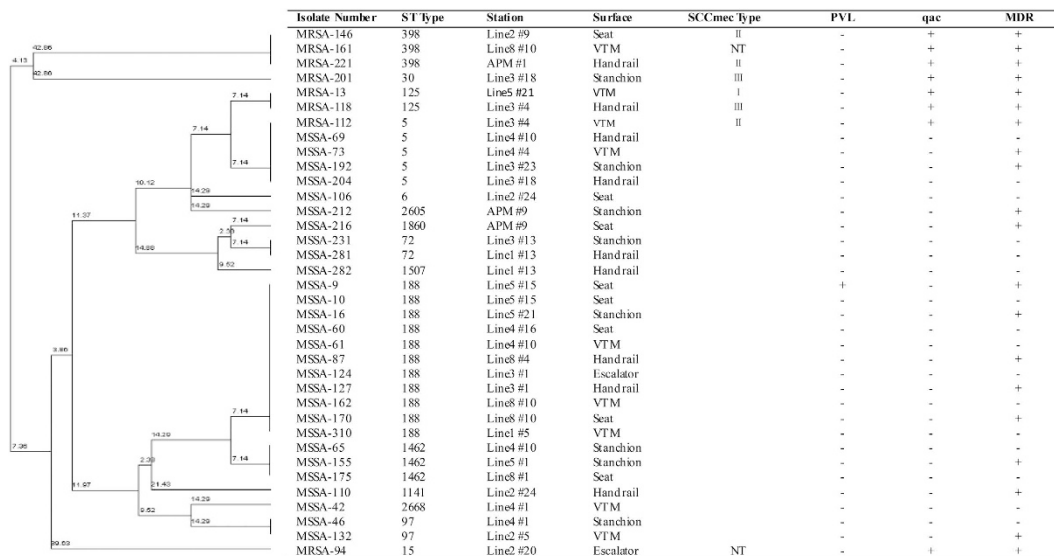 42.86
4.13
42.86
7.14
7.14
10.12
14.29
14.29
11.37
7.14
2.38
7.14
14.88
9.52
3.86
7.14
14.29
7.14
7.36
2.38
21.43
11.97
14.29
9.52
14.29
39.63
Isolate Number ST Type Station Surface SCCmec Type PVL qac MDR
MRSA-146 398 Line2 #9 Seat II - + +
MRSA-161 398 Line8 #10 VTM NT - + +
MRSA-221 398 APM #1 Handrail II - + +
MRSA-201 30 Line3 #18 Stanchion III - + +
MRSA-13 125 Line5 #21 VTM I - + +
MRSA-118 125 Line3 #4 Handrail III - + +
MRSA-112 5 Line3 #4 VTM II - + +
MSSA-69 5 Line4 #10 Handrail - - -
MSSA-73 5 Line4 #4 VTM - - +
MSSA-192 5 Line3 #23 Stanchion - - +
MSSA-204 5 Line3 #18 Handrail - - -
MSSA-106 6 Line2 #24 Seat - - -
MSSA-212 2605 APM #9 Stanchion - - +
MSSA-216 1860 APM #9 Seat - - +
MSSA-231 72 Line3 #13 Stanchion - - -
MSSA-281 72 Line1 #13 Handrail - - -
MSSA-282 1507 Line1 #13 Handrail - - -
MSSA-9 188 Line5 #15 Seat + - +
MSSA-10 188 Line5 #15 Seat - - -
MSSA-16 188 Line5 #21 Stanchion - - +
MSSA-60 188 Line4 #16 Seat - - -
MSSA-61 188 Line4 #10 VTM - - -
MSSA-87 188 Line8 #4 Handrail - - +
MSSA-124 188 Line3 #1 Escalator - - -
MSSA-127 188 Line3 #1 Handrail - - +
MSSA-162 188 Line8 #10 VTM - - -
MSSA-170 188 Line8 #10 Seat - - +
MSSA-310 188 Line1 #5 VTM - - -
MSSA-65 1462 Line4 #10 Stanchion - - -
MSSA-155 1462 Line5 #1 Stanchion - - +
MSSA-175 1462 Line8 #1 Seat - - -
MSSA-110 1141 Line2 #24 Handrail - - +
MSSA-42 2668 Line4 #1 VTM - - -
MSSA-46 97 Line4 #1 Stanchion - - -
MSSA-132 97 Line2 #5 VTM - - +
MRSA-94 15 Line2 #20 Escalator NT - + +